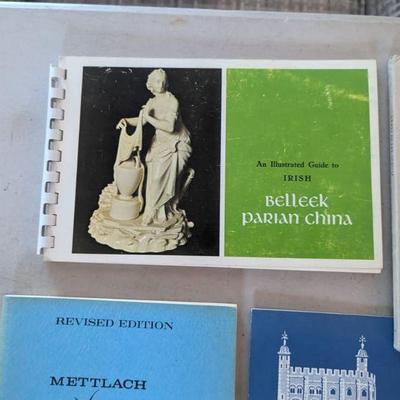 An Illustrated Guide to
IRISH
Belleek
Parian China
REVISED EDITION
METTLACH